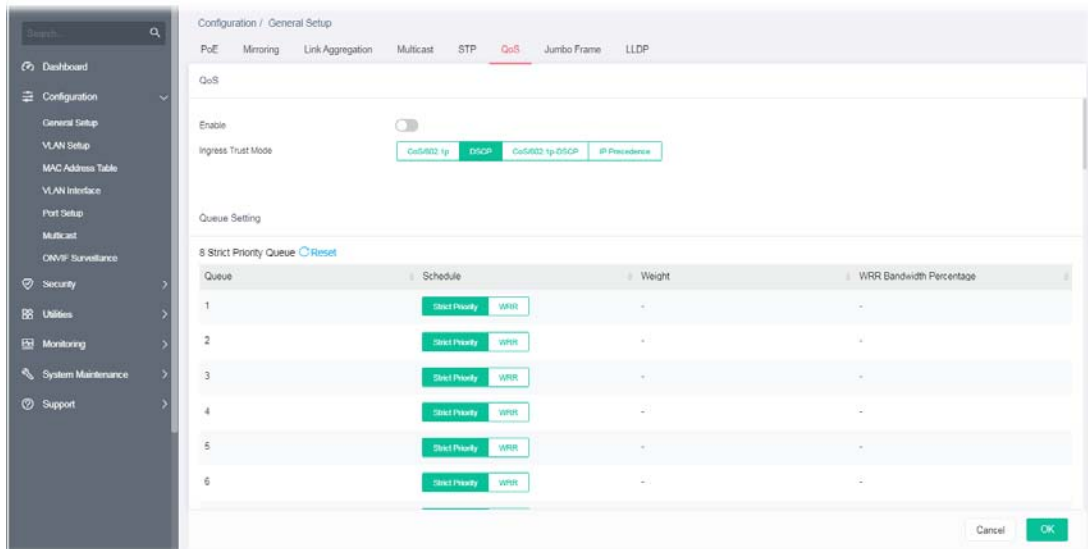 Search...
Dashboard
Configuration
General Setup
VLAN Setup
MAC Address Table
VLAN Interface
Port Setup
Multicast
ONVIF Surveillance
Security
Utilities
Monitoring
System Maintenance
Support
Configuration / General Setup
PoE Mirroring Link Aggregation Multicast STP QoS Jumbo Frame LLDP
QoS
Enable
Ingress Trust Mode CoS/802.1p DSCP CoS/802.1p-DSCP IP Precedence
Queue Setting
8 Strict Priority Queue Reset
Queue Schedule Weight WRR Bandwidth Percentage
1 Strict Priority WRR - -
2 Strict Priority WRR - -
3 Strict Priority WRR - -
4 Strict Priority WRR - -
5 Strict Priority WRR - -
6 Strict Priority WRR - -
Cancel OK